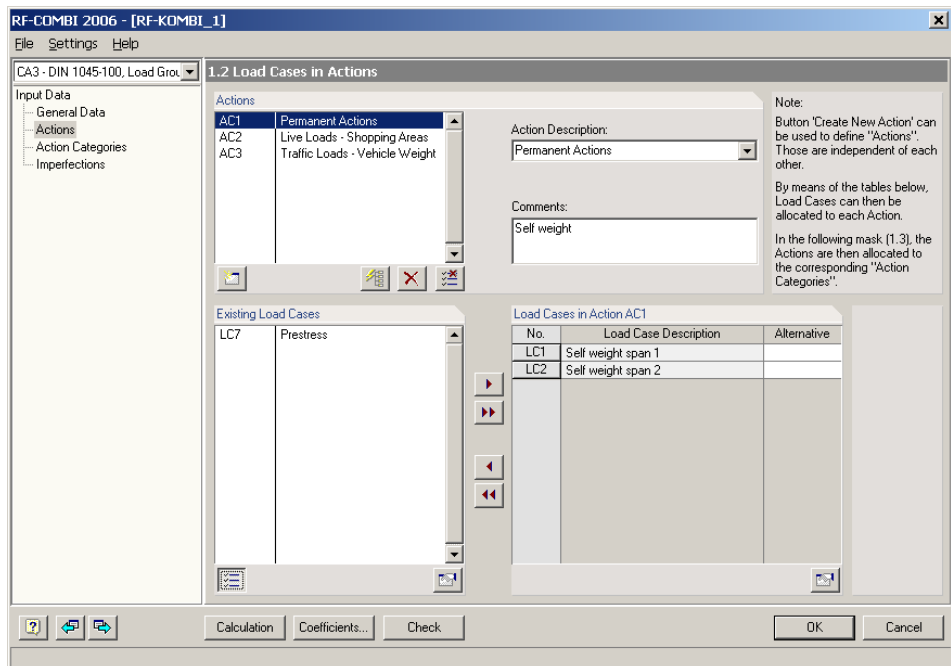 RF-COMBI 2006 - [RF-KOMBI_1]
File Settings Help
CA3 - DIN 1045-100, Load Grou
Input Data
General Data
Actions
Action Categories
Imperfections
1.2 Load Cases in Actions
Actions
AC1 Permanent Actions
AC2 Live Loads - Shopping Areas
AC3 Traffic Loads - Vehicle Weight
Action Description:
Permanent Actions
Comments:
Self weight
Note:
Button 'Create New Action' can
be used to define "Actions".
Those are independent of each
other.
By means of the tables below,
Load Cases can then be
allocated to each Action.
In the following mask (1.3), the
Actions are then allocated to
the corresponding "Action
Categories".
Existing Load Cases
LC7 Prestress
Load Cases in Action AC1
No. Load Case Description Alternative
LC1 Self weight span 1
LC2 Self weight span 2
Calculation Coefficients... Check OK Cancel